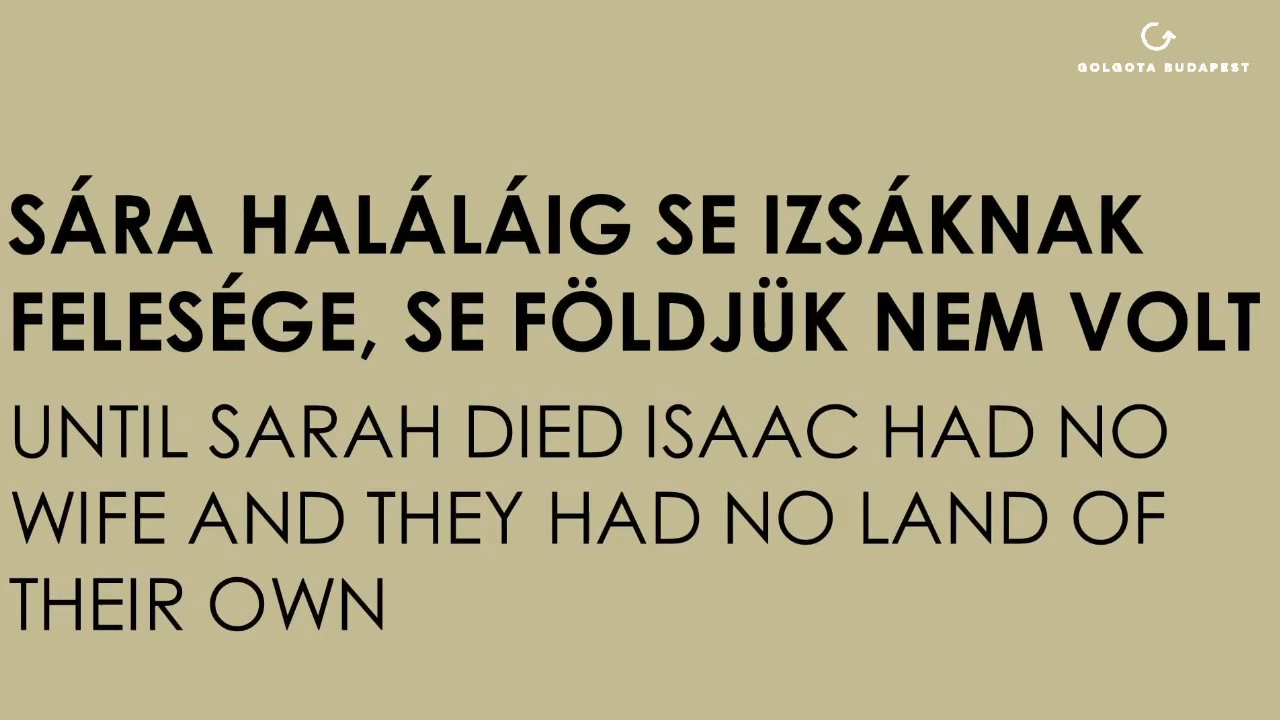 GOLGOTA BUDAPEST
SÁRA HALÁLÁIG SE IZSÁKNAK
FELESÉGE, SE FÖLDJÜK NEM VOLT
UNTIL SARAH DIED ISAAC HAD NO
WIFE AND THEY HAD NO LAND OF
THEIR OWN